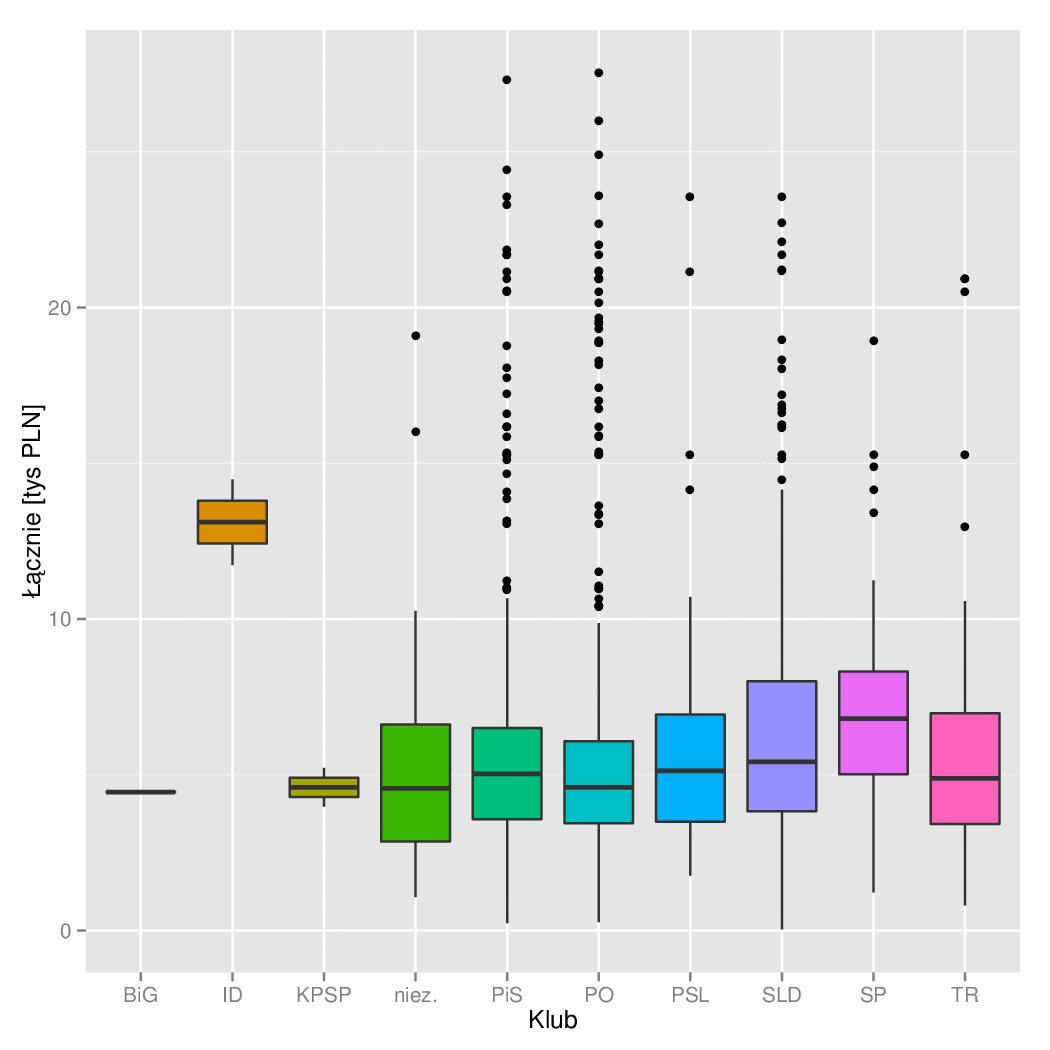 Łącznie [tys PLN]
20
10
0
BiG ID KPSP niez. PiS PO PSL SLD SP TR
Klub